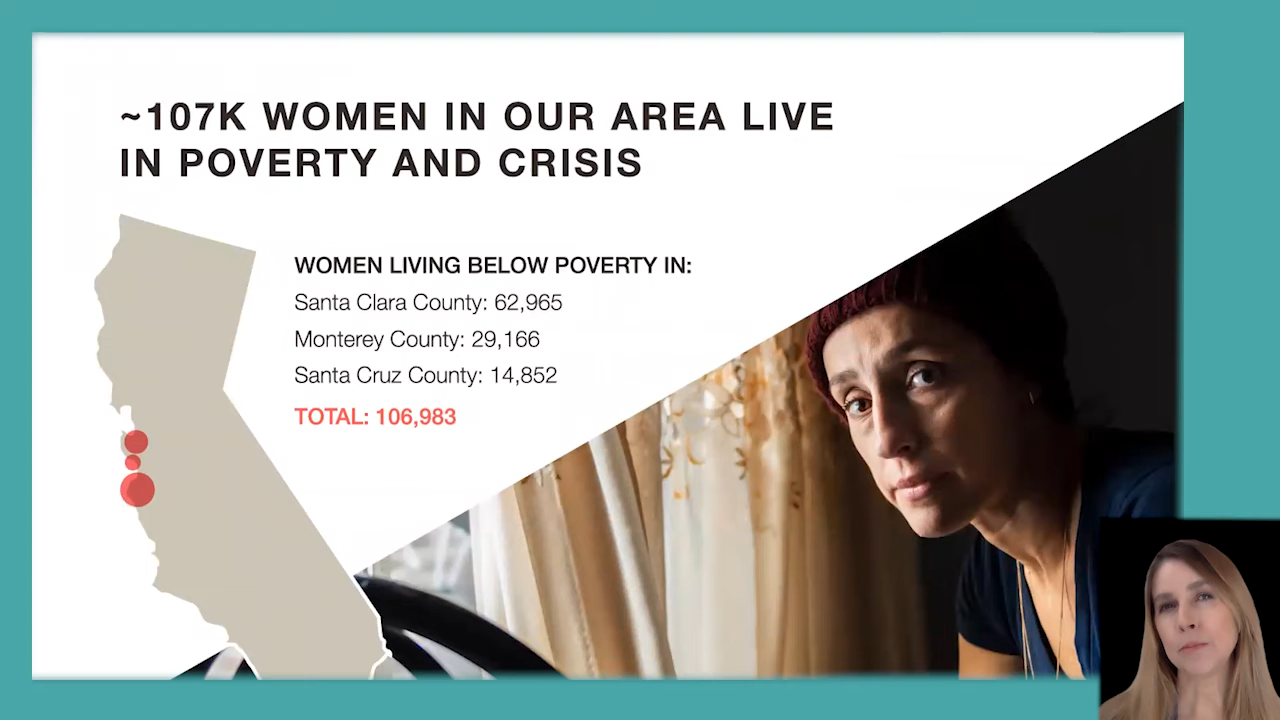 ~107K WOMEN IN OUR AREA LIVE
IN POVERTY AND CRISIS
WOMEN LIVING BELOW POVERTY IN:
Santa Clara County: 62,965
Monterey County: 29,166
Santa Cruz County: 14,852
TOTAL: 106,983